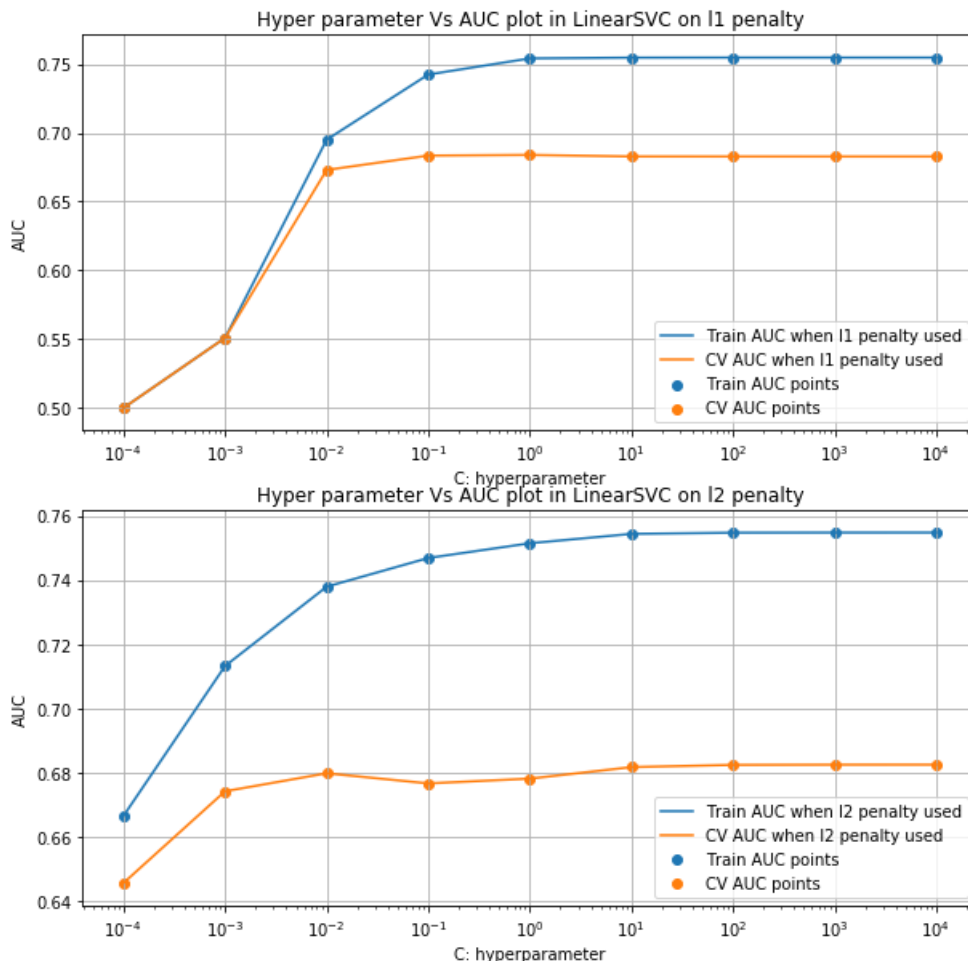 Hyper parameter Vs AUC plot in LinearSVC on l1 penalty
0.75
0.70
0.65
0.60
0.55
0.50
AUC
Train AUC when l1 penalty used
CV AUC when l1 penalty used
Train AUC points
CV AUC points
10⁻⁴ 10⁻³ 10⁻² 10⁻¹ 10⁰ 10¹ 10² 10³ 10⁴
C: hyperparameter
Hyper parameter Vs AUC plot in LinearSVC on l2 penalty
0.76
0.74
0.72
0.70
0.68
0.66
0.64
AUC
Train AUC when l2 penalty used
CV AUC when l2 penalty used
Train AUC points
CV AUC points
10⁻⁴ 10⁻³ 10⁻² 10⁻¹ 10⁰ 10¹ 10² 10³ 10⁴
C: hyperparameter